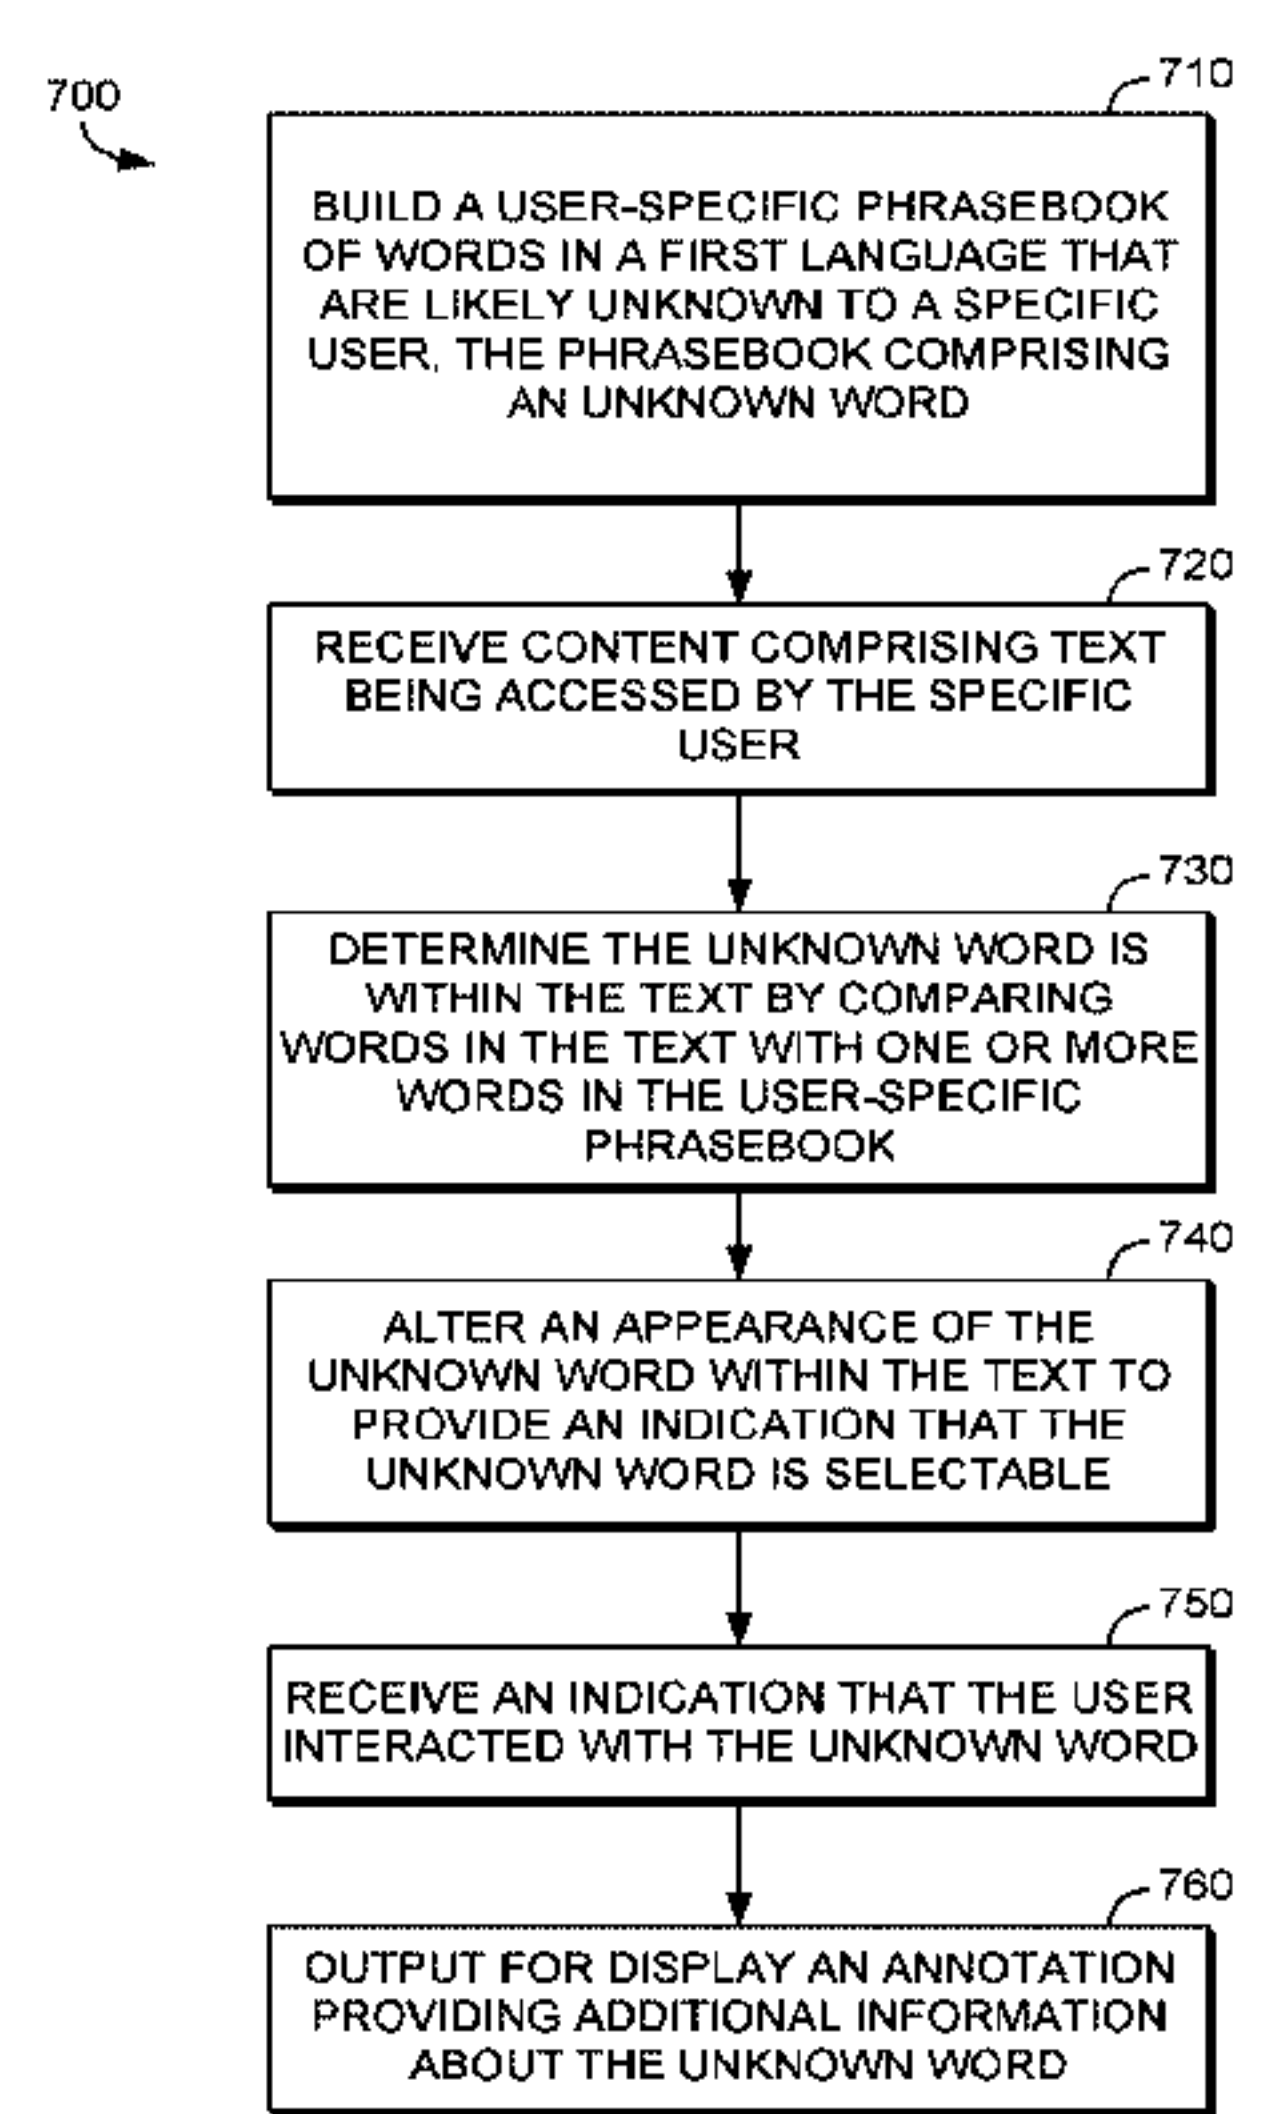 700
710
BUILD A USER-SPECIFIC PHRASEBOOK
OF WORDS IN A FIRST LANGUAGE THAT
ARE LIKELY UNKNOWN TO A SPECIFIC
USER, THE PHRASEBOOK COMPRISING
AN UNKNOWN WORD
720
RECEIVE CONTENT COMPRISING TEXT
BEING ACCESSED BY THE SPECIFIC
USER
730
DETERMINE THE UNKNOWN WORD IS
WITHIN THE TEXT BY COMPARING
WORDS IN THE TEXT WITH ONE OR MORE
WORDS IN THE USER-SPECIFIC
PHRASEBOOK
740
ALTER AN APPEARANCE OF THE
UNKNOWN WORD WITHIN THE TEXT TO
PROVIDE AN INDICATION THAT THE
UNKNOWN WORD IS SELECTABLE
750
RECEIVE AN INDICATION THAT THE USER
INTERACTED WITH THE UNKNOWN WORD
760
OUTPUT FOR DISPLAY AN ANNOTATION
PROVIDING ADDITIONAL INFORMATION
ABOUT THE UNKNOWN WORD